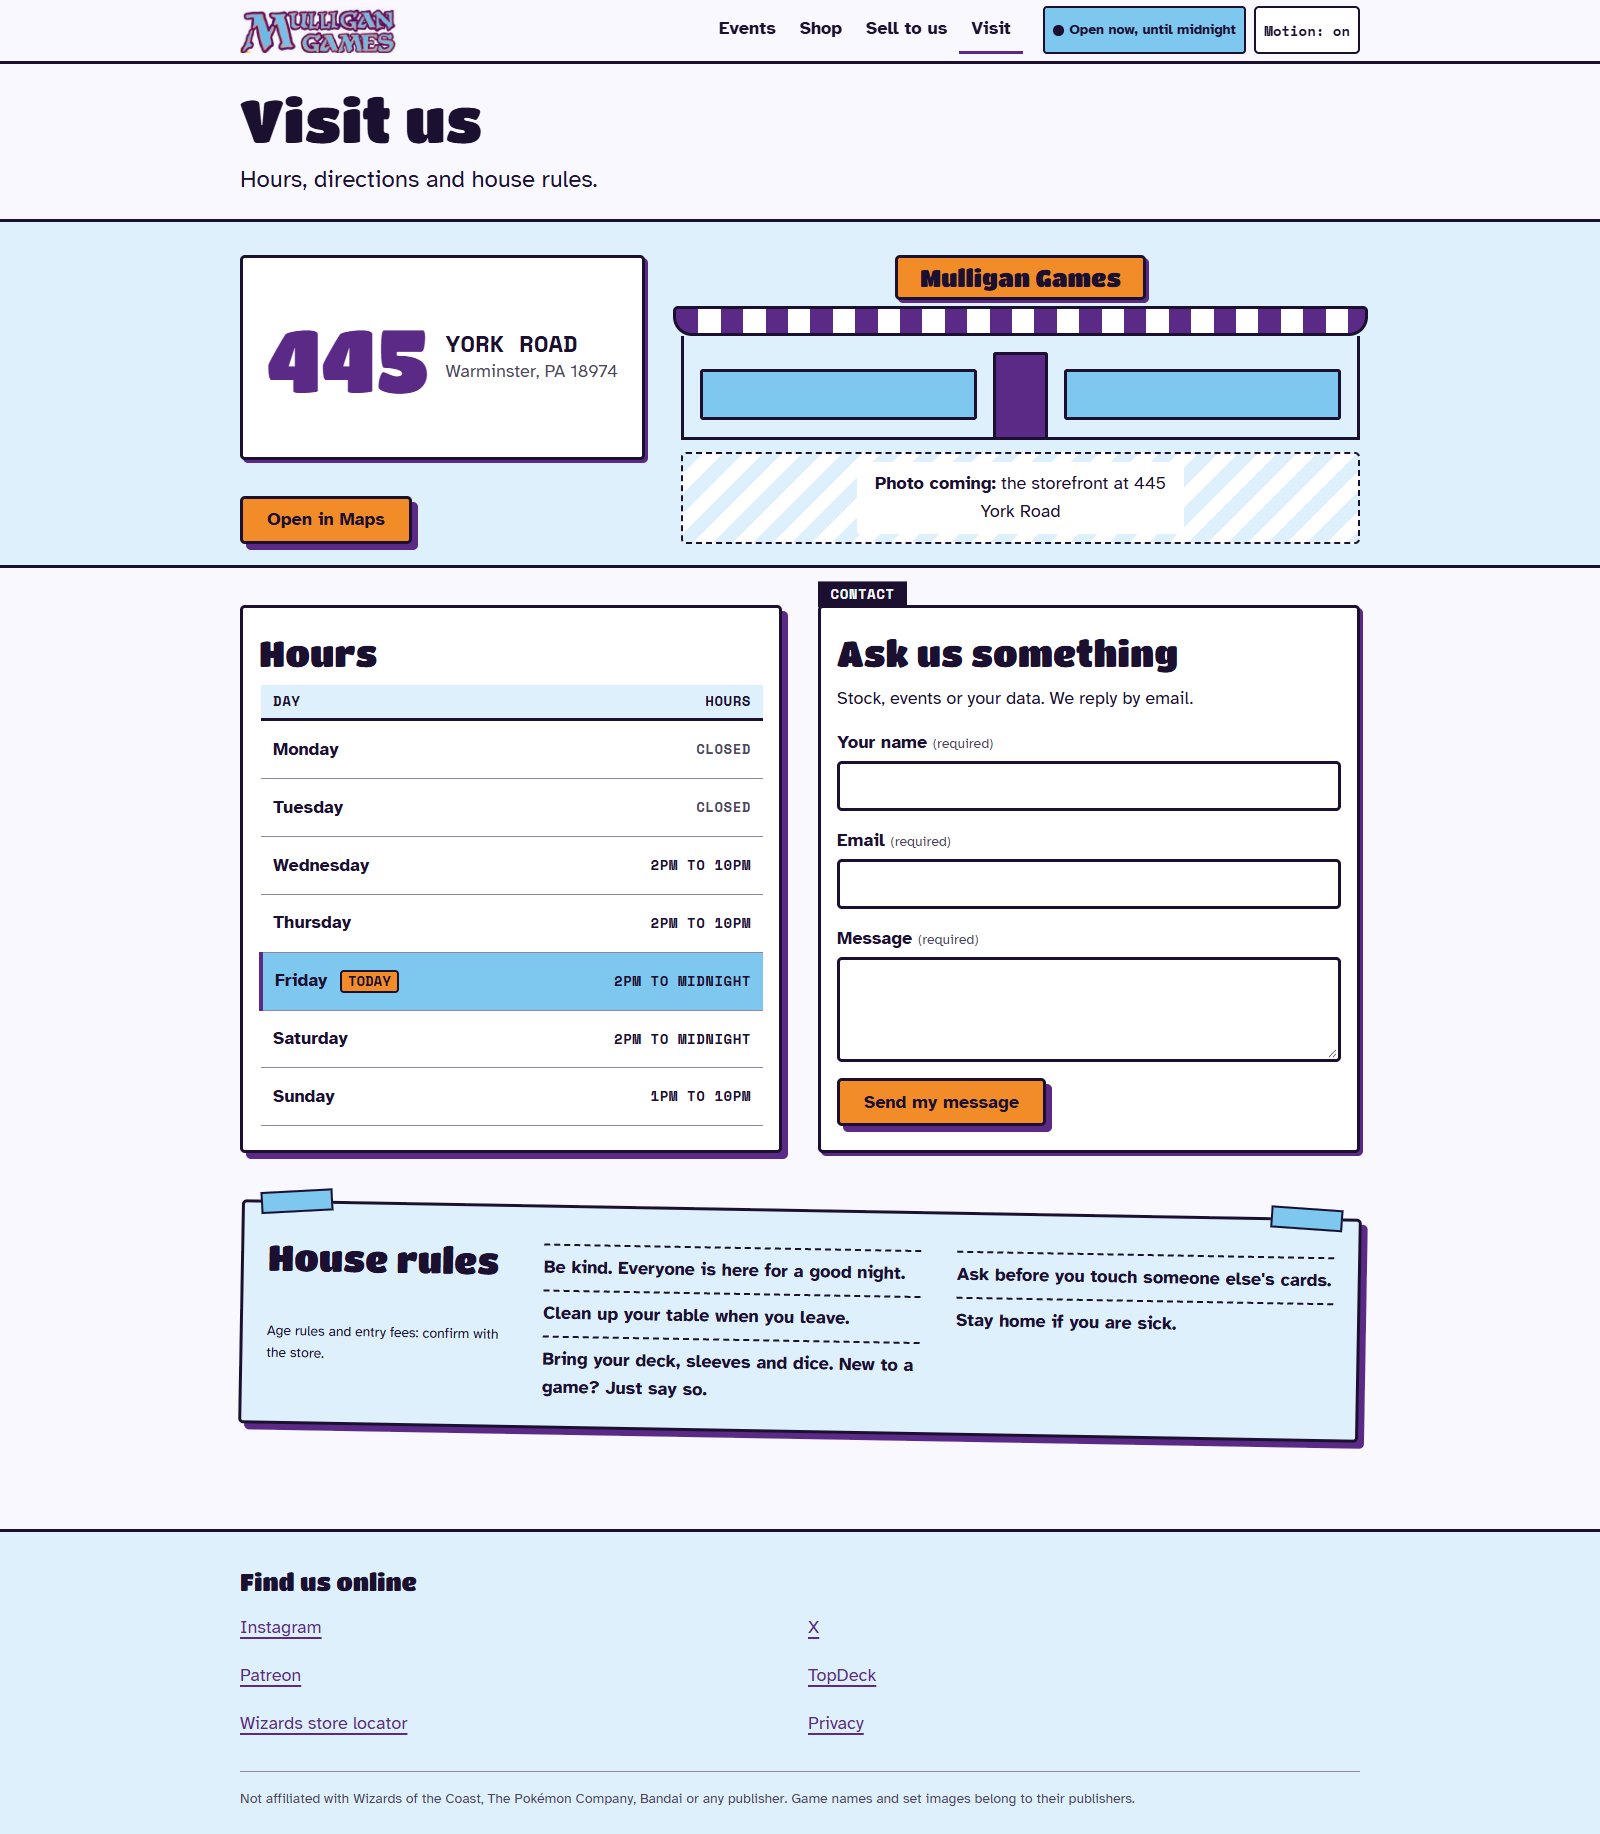 Mulligan Games
Events Shop Sell to us Visit
Open now, until midnight
Motion: on
Visit us
Hours, directions and house rules.
445
YORK ROAD
Warminster, PA 18974
Open in Maps
Mulligan Games
Photo coming: the storefront at 445
York Road
Hours
DAY HOURS
Monday CLOSED
Tuesday CLOSED
Wednesday 2PM TO 10PM
Thursday 2PM TO 10PM
Friday TODAY 2PM TO MIDNIGHT
Saturday 2PM TO MIDNIGHT
Sunday 1PM TO 10PM
CONTACT
Ask us something
Stock, events or your data. We reply by email.
Your name (required)
Email (required)
Message (required)
Send my message
House rules
Age rules and entry fees: confirm with
the store.
Be kind. Everyone is here for a good night.
Clean up your table when you leave.
Bring your deck, sleeves and dice. New to a
game? Just say so.
Ask before you touch someone else's cards.
Stay home if you are sick.
Find us online
Instagram
X
Patreon
TopDeck
Wizards store locator
Privacy
Not affiliated with Wizards of the Coast, The Pokémon Company, Bandai or any publisher. Game names and set images belong to their publishers.